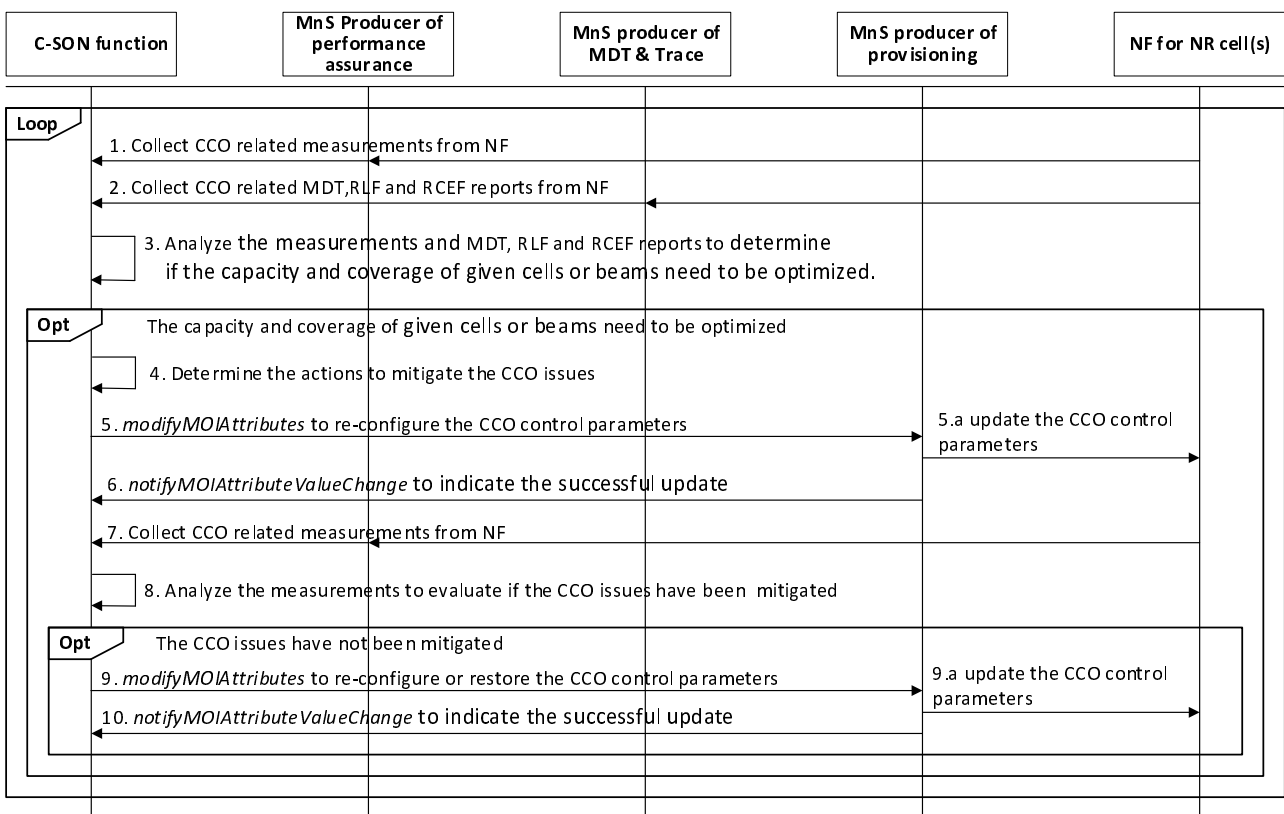 C-SON function
MnS Producer of
performance
assurance
MnS producer of
MDT & Trace
MnS producer of
provisioning
NF for NR cell(s)
Loop
1. Collect CCO related measurements from NF
2. Collect CCO related MDT,RLF and RCEF reports from NF
3. Analyze the measurements and MDT, RLF and RCEF reports to determine
if the capacity and coverage of given cells or beams need to be optimized.
Opt
The capacity and coverage of given cells or beams need to be optimized
4. Determine the actions to mitigate the CCO issues
5. modifyMOIAttributes to re-configure the CCO control parameters
5.a update the CCO control
parameters
6. notifyMOIAttributeValueChange to indicate the successful update
7. Collect CCO related measurements from NF
8. Analyze the measurements to evaluate if the CCO issues have been mitigated
Opt
The CCO issues have not been mitigated
9. modifyMOIAttributes to re-configure or restore the CCO control parameters
9.a update the CCO control
parameters
10. notifyMOIAttributeValueChange to indicate the successful update